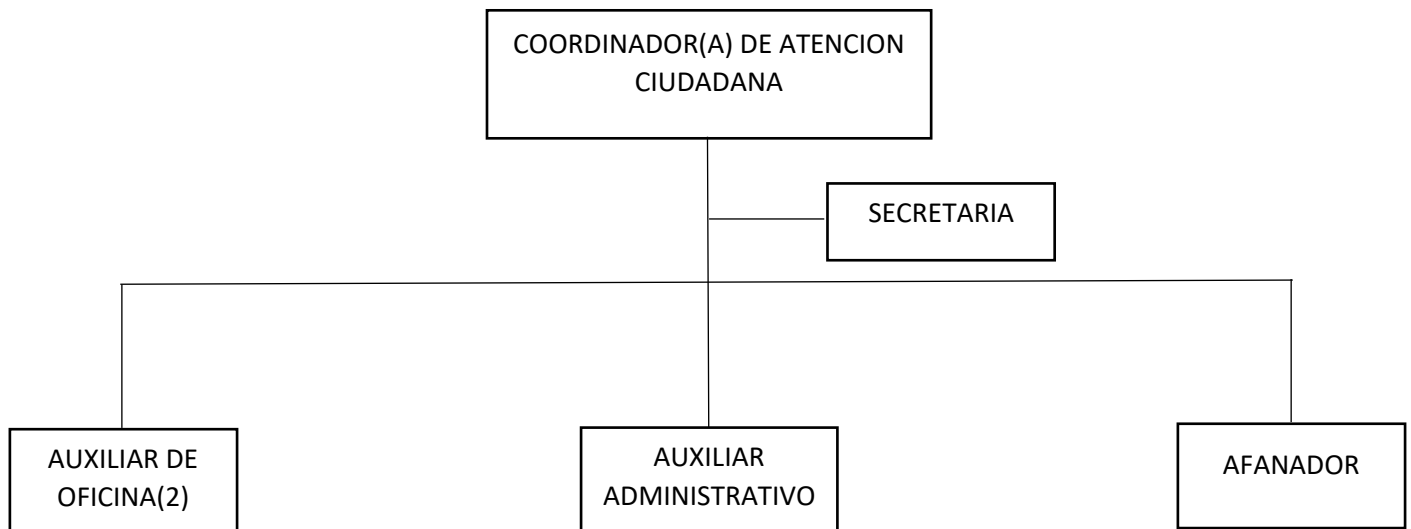 COORDINADOR(A) DE ATENCION
CIUDADANA
SECRETARIA
AUXILIAR DE
OFICINA(2)
AUXILIAR
ADMINISTRATIVO
AFANADOR